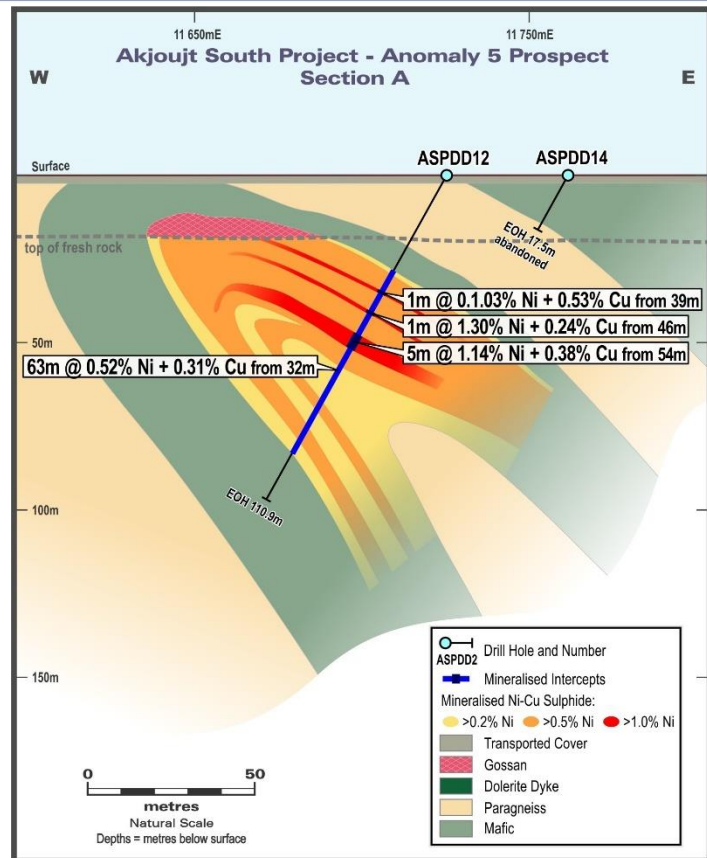 11 650mE
11 750mE
Akjoujt South Project - Anomaly 5 Prospect
Section A
W
E
Surface
ASPDD12
ASPDD14
EOH 17.5m
abandoned
top of fresh rock
1m @ 0.1.03% Ni + 0.53% Cu from 39m
1m @ 1.30% Ni + 0.24% Cu from 46m
50m
5m @ 1.14% Ni + 0.38% Cu from 54m
63m @ 0.52% Ni + 0.31% Cu from 32m
EOH 110.9m
100m
150m
ASPDD2
Drill Hole and Number
Mineralised Intercepts
Mineralised Ni-Cu Sulphide:
>0.2% Ni >0.5% Ni >1.0% Ni
Transported Cover
Gossan
Dolerite Dyke
Paragneiss
Mafic
0 50
metres
Natural Scale
Depths = metres below surface